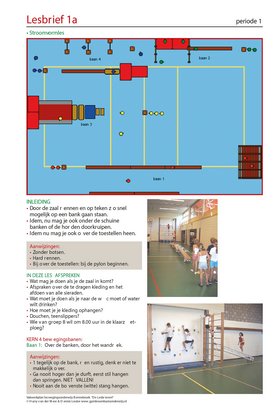 Lesbrief 1a
periode 1
• Stroomvormles
baan 4
baan 2
baan 3
baan 1
INLEIDING
• Door de zaal r ennen en op teken z o snel
mogelijk op een bank gaan staan.
• Idem, nu mag je ook onder de schuine
banken of de hor den doorkruipen.
• Idem nu mag je ook o ver de toestellen heen.
Aanwijzingen:
• Zonder botsen.
• Hard rennen.
• Bij o ver de toestellen: bij de pylon beginnen.
IN DEZE LES AFSPREKEN
• Wat mag je doen als je de zaal in komt?
• Afspraken o ver de te dragen kleding en het
afdoen van alle sieraden.
• Wat moet je doen als je naar de w c moet of water
wilt drinken?
• Hoe moet je je kleding ophangen?
• Douchen, teenslippers?
• We v an groep 8 wil om 8.00 uur in de klaarz et-
ploeg?
KERN 4 bew egingsbanen:
Baan 1: Over de banken, door het wandr ek.
Aanwijzingen:
• 1 tegelijk op de bank, r en rustig, denk er niet te
makkelijk o ver.
• Ga nooit hoger dan je durft, eerst stil hangen
dan springen. NIET VALLEN!
• Nooit aan de bo venste (witte) stang hangen.